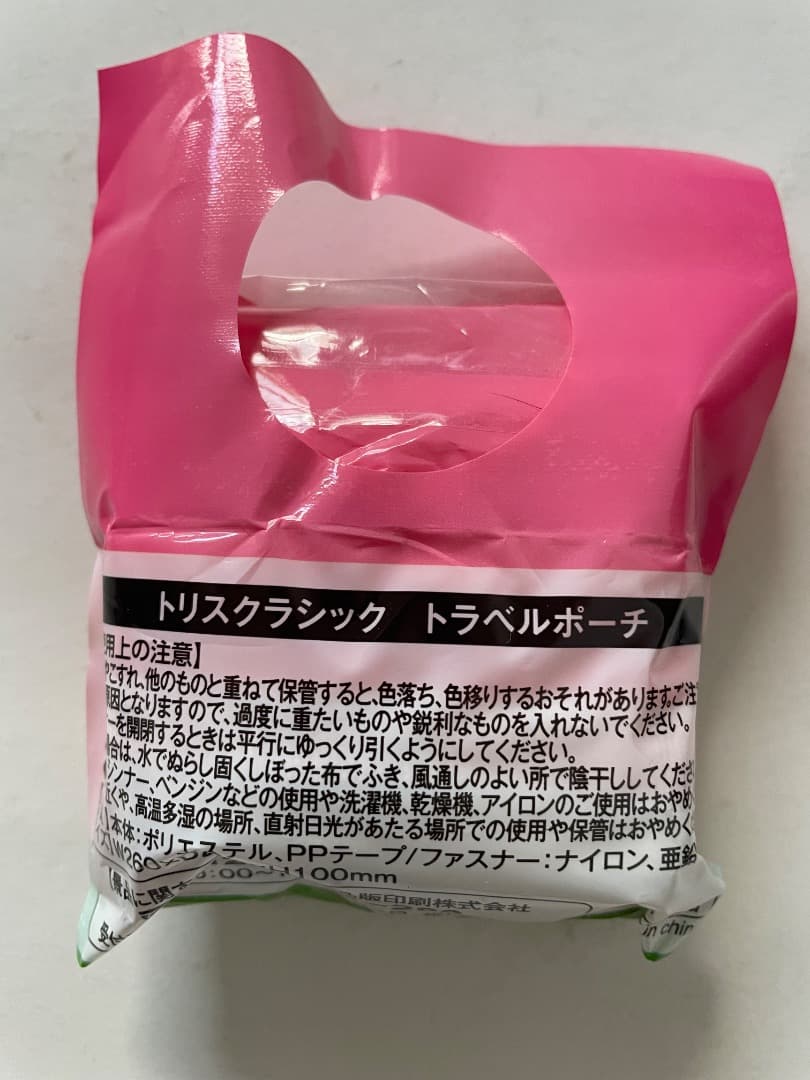 トリスクラシック　トラベルポーチ
用上の注意】
やこすれ、他のものと重ねて保管すると、色落ち、色移りするおそれがあります。ご注
原因となりますので、過度に重たいものや鋭利なものを入れないでください。
ーを開閉するときは平行にゆっくり引くようにしてください。
合は、水でぬらし固くしぼった布でふき、風通しのよい所で陰干ししてくださ
シンナー、ベンジンなどの使用や洗濯機、乾燥機、アイロンのご使用はおやめ
近くや、高温多湿の場所、直射日光があたる場所での使用や保管はおやめく
】本体：ポリエステル、PPテープ/ファスナー：ナイロン、亜鉛
W260×
100mm
に関
:00〜
版印刷株式会社
in chin